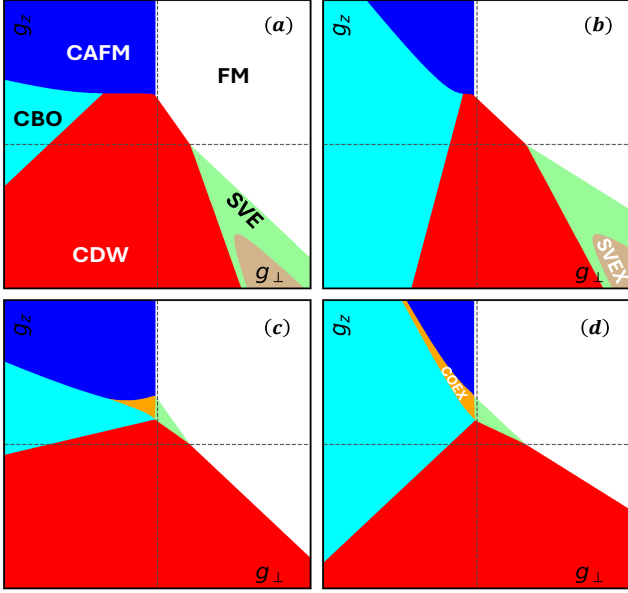 g_z (a)
CAFM
FM
CBO
SVE
CDW
g_⊥
g_z (b)
SVEX
g_⊥
g_z (c)
g_⊥
g_z (d)
COEX
g_⊥